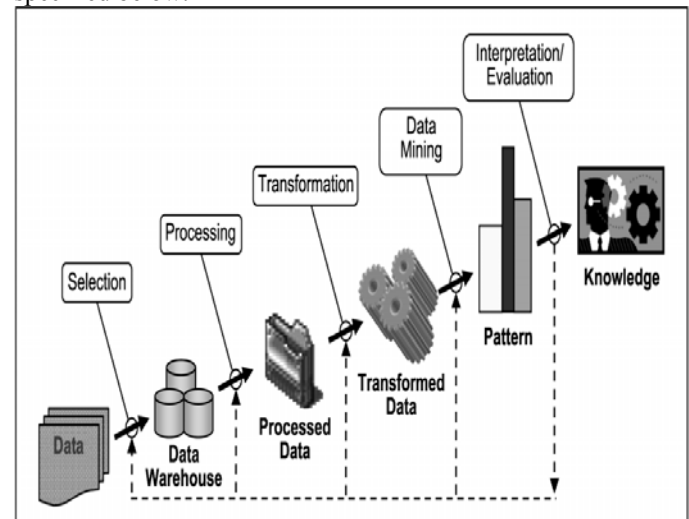 Interpretation/
Evaluation
Data
Mining
Transformation
Processing
Selection
Knowledge
Pattern
Transformed
Data
Processed
Data
Data
Warehouse
Data